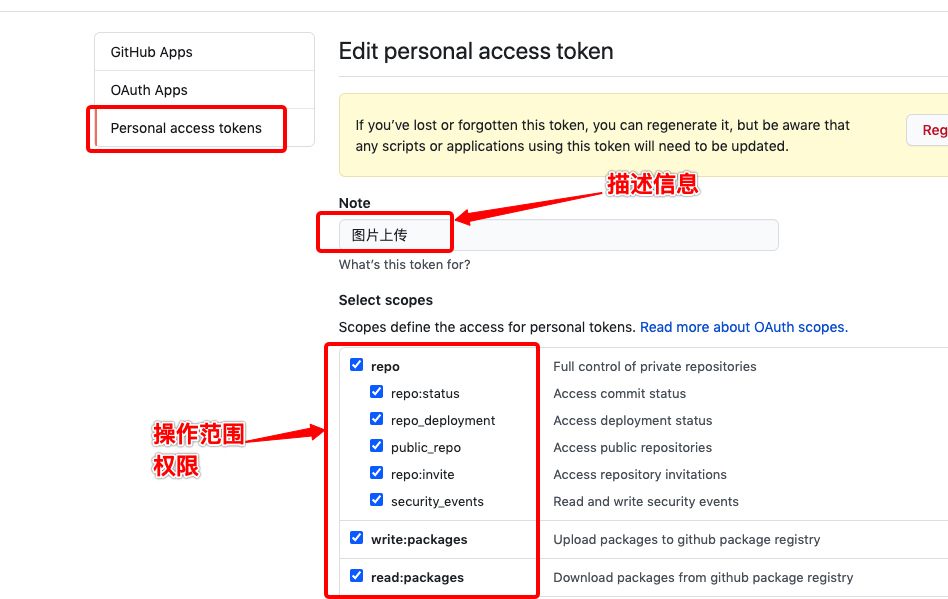 GitHub Apps
OAuth Apps
Personal access tokens
Edit personal access token
If you've lost or forgotten this token, you can regenerate it, but be aware that
any scripts or applications using this token will need to be updated.
Reg
描述信息
Note
图片上传
What's this token for?
Select scopes
Scopes define the access for personal tokens. Read more about OAuth scopes.
操作范围
权限
repo Full control of private repositories
repo:status Access commit status
repo_deployment Access deployment status
public_repo Access public repositories
repo:invite Access repository invitations
security_events Read and write security events
write:packages Upload packages to github package registry
read:packages Download packages from github package registry